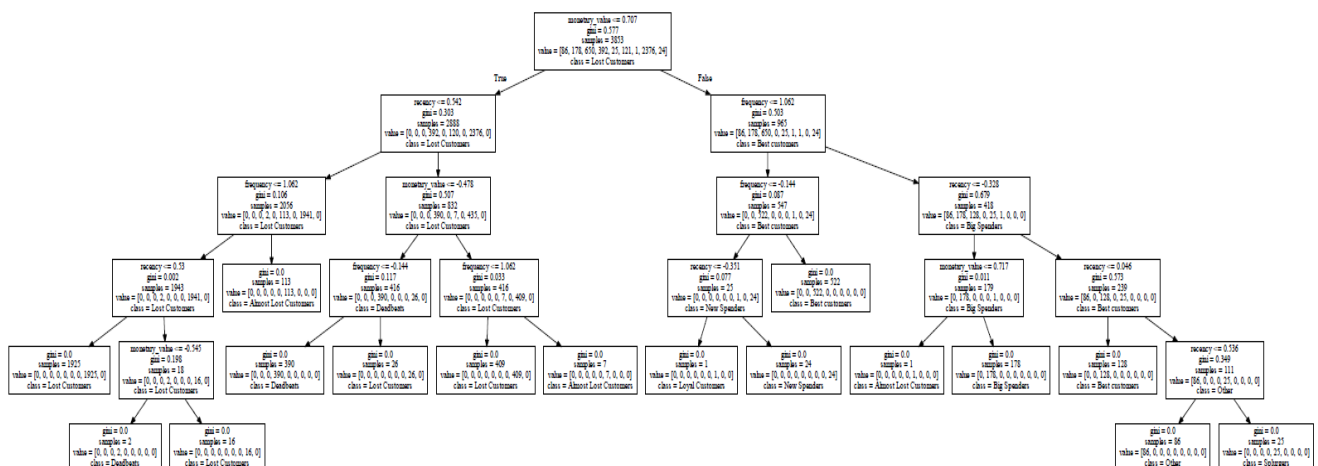 monetary_value <= 0.707
gini = 0.577
samples = 3853
value = [86, 178, 650, 392, 25, 121, 1, 2376, 24]
class = Lost Customers
True
False
recency <= 0.542
gini = 0.303
samples = 2888
value = [0, 0, 0, 392, 0, 120, 0, 2376, 0]
class = Lost Customers
frequency <= 1.062
gini = 0.503
samples = 965
value = [86, 178, 650, 0, 25, 1, 1, 0, 24]
class = Best customers
frequency <= 1.062
gini = 0.106
samples = 2056
value = [0, 0, 0, 2, 0, 113, 0, 1941, 0]
class = Lost Customers
monetary_value <= -0.478
gini = 0.507
samples = 832
value = [0, 0, 0, 390, 0, 7, 0, 435, 0]
class = Lost Customers
frequency <= -0.144
gini = 0.087
samples = 547
value = [0, 0, 522, 0, 0, 0, 1, 0, 24]
class = Best customers
recency <= -0.328
gini = 0.679
samples = 418
value = [86, 178, 128, 0, 25, 1, 0, 0, 0]
class = Big Spenders
recency <= 0.53
gini = 0.002
samples = 1943
value = [0, 0, 0, 2, 0, 0, 0, 1941, 0]
class = Lost Customers
gini = 0.0
samples = 113
value = [0, 0, 0, 0, 0, 113, 0, 0, 0]
class = Almost Lost Customers
frequency <= -0.144
gini = 0.117
samples = 416
value = [0, 0, 0, 390, 0, 0, 0, 26, 0]
class = Deadbeats
frequency <= 1.062
gini = 0.033
samples = 416
value = [0, 0, 0, 0, 0, 7, 0, 409, 0]
class = Lost Customers
recency <= -0.351
gini = 0.077
samples = 25
value = [0, 0, 0, 0, 0, 0, 1, 0, 24]
class = New Spenders
gini = 0.0
samples = 522
value = [0, 0, 522, 0, 0, 0, 0, 0, 0]
class = Best customers
monetary_value <= 0.717
gini = 0.011
samples = 179
value = [0, 178, 0, 0, 0, 1, 0, 0, 0]
class = Big Spenders
recency <= 0.046
gini = 0.573
samples = 239
value = [86, 0, 128, 0, 25, 0, 0, 0, 0]
class = Best customers
gini = 0.0
samples = 1925
value = [0, 0, 0, 0, 0, 0, 0, 1925, 0]
class = Lost Customers
monetary_value <= -0.545
gini = 0.198
samples = 18
value = [0, 0, 0, 2, 0, 0, 0, 16, 0]
class = Lost Customers
gini = 0.0
samples = 390
value = [0, 0, 0, 390, 0, 0, 0, 0, 0]
class = Deadbeats
gini = 0.0
samples = 26
value = [0, 0, 0, 0, 0, 0, 0, 26, 0]
class = Lost Customers
gini = 0.0
samples = 409
value = [0, 0, 0, 0, 0, 0, 0, 409, 0]
class = Lost Customers
gini = 0.0
samples = 7
value = [0, 0, 0, 0, 0, 7, 0, 0, 0]
class = Almost Lost Customers
gini = 0.0
samples = 1
value = [0, 0, 0, 0, 0, 0, 1, 0, 0]
class = Loyal Customers
gini = 0.0
samples = 24
value = [0, 0, 0, 0, 0, 0, 0, 0, 24]
class = New Spenders
gini = 0.0
samples = 1
value = [0, 0, 0, 0, 0, 1, 0, 0, 0]
class = Almost Lost Customers
gini = 0.0
samples = 178
value = [0, 178, 0, 0, 0, 0, 0, 0, 0]
class = Big Spenders
gini = 0.0
samples = 128
value = [0, 0, 128, 0, 0, 0, 0, 0, 0]
class = Best customers
recency <= 0.536
gini = 0.349
samples = 111
value = [86, 0, 0, 0, 25, 0, 0, 0, 0]
class = Other
gini = 0.0
samples = 2
value = [0, 0, 0, 2, 0, 0, 0, 0, 0]
class = Deadbeats
gini = 0.0
samples = 16
value = [0, 0, 0, 0, 0, 0, 0, 16, 0]
class = Lost Customers
gini = 0.0
samples = 86
value = [86, 0, 0, 0, 0, 0, 0, 0, 0]
class = Other
gini = 0.0
samples = 25
value = [0, 0, 0, 0, 25, 0, 0, 0, 0]
class = Splurgers